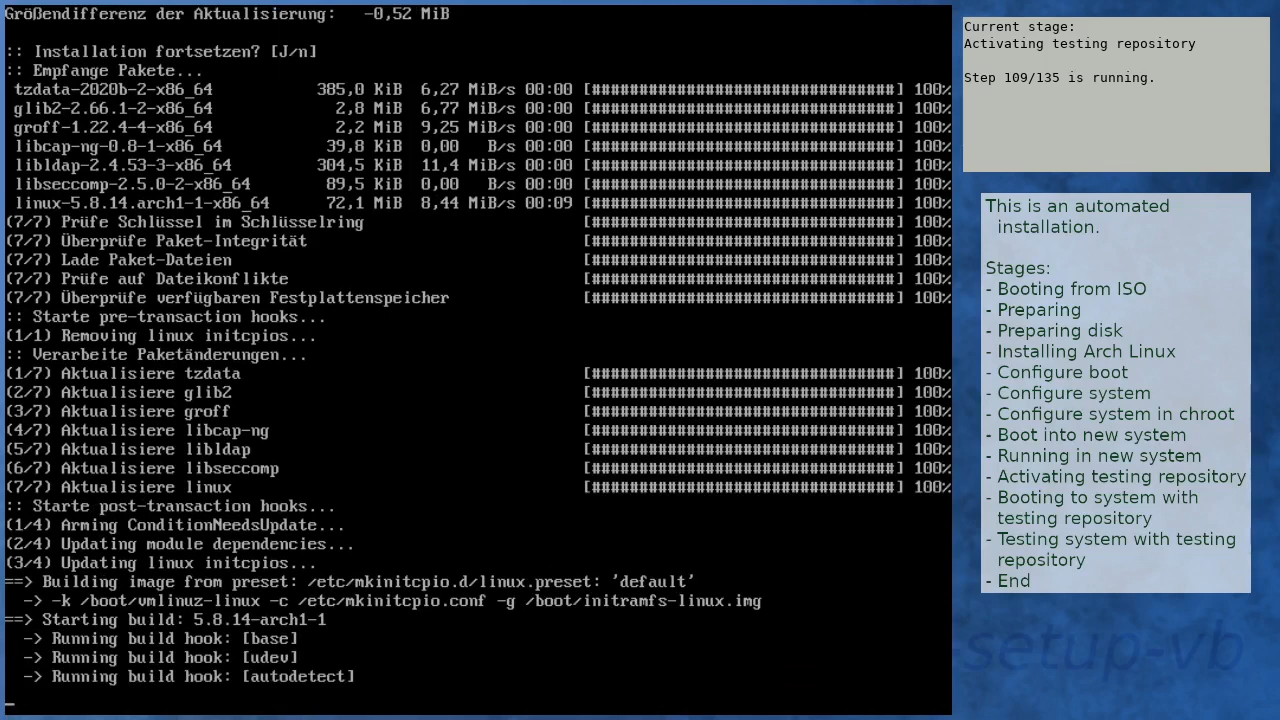 Größendifferenz der Aktualisierung:   -0,52 MiB
:: Installation fortsetzen? [J/n]
:: Empfange Pakete...
tzdata-2020b-2-x86_64 385,0 KiB 6,27 MiB/s 00:00 [################################] 100%
glib2-2.66.1-2-x86_64 2,8 MiB 6,77 MiB/s 00:00 [################################] 100%
groff-1.22.4-4-x86_64 2,2 MiB 9,25 MiB/s 00:00 [################################] 100%
libcap-ng-0.8-1-x86_64 39,8 KiB 0,00 B/s 00:00 [################################] 100%
libldap-2.4.53-3-x86_64 304,5 KiB 11,4 MiB/s 00:00 [################################] 100%
libseccomp-2.5.0-2-x86_64 89,5 KiB 0,00 B/s 00:00 [################################] 100%
linux-5.8.14.arch1-1-x86_64 72,1 MiB 8,44 MiB/s 00:09 [################################] 100%
(7/7) Prüfe Schlüssel im Schlüsselring [################################] 100%
(7/7) Überprüfe Paket-Integrität [################################] 100%
(7/7) Lade Paket-Dateien [################################] 100%
(7/7) Prüfe auf Dateikonflikte [################################] 100%
(7/7) Überprüfe verfügbaren Festplattenspeicher [################################] 100%
:: Starte pre-transaction hooks...
(1/1) Removing linux initcpios...
:: Verarbeite Paketänderungen...
(1/7) Aktualisiere tzdata [################################] 100%
(2/7) Aktualisiere glib2 [################################] 100%
(3/7) Aktualisiere groff [################################] 100%
(4/7) Aktualisiere libcap-ng [################################] 100%
(5/7) Aktualisiere libldap [################################] 100%
(6/7) Aktualisiere libseccomp [################################] 100%
(7/7) Aktualisiere linux [################################] 100%
:: Starte post-transaction hooks...
(1/4) Arming ConditionNeedsUpdate...
(2/4) Updating module dependencies...
(3/4) Updating linux initcpios...
==> Building image from preset: /etc/mkinitcpio.d/linux.preset: 'default'
-> -k /boot/vmlinuz-linux -c /etc/mkinitcpio.conf -g /boot/initramfs-linux.img
==> Starting build: 5.8.14-arch1-1
-> Running build hook: [base]
-> Running build hook: [udev]
-> Running build hook: [autodetect]
_
Current stage:
Activating testing repository
Step 109/135 is running.
This is an automated
installation.
Stages:
- Booting from ISO
- Preparing
- Preparing disk
- Installing Arch Linux
- Configure boot
- Configure system
- Configure system in chroot
- Boot into new system
- Running in new system
- Activating testing repository
- Booting to system with
testing repository
- Testing system with testing
repository
- End
setup-vb